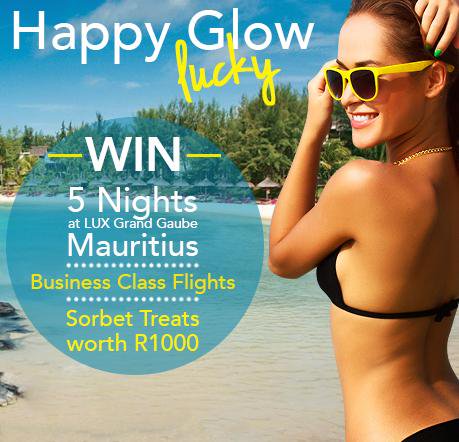 Happy Glow
lucky
WIN
5 Nights
at LUX Grand Gaube
Mauritius
Business Class Flights
Sorbet Treats
worth R1000